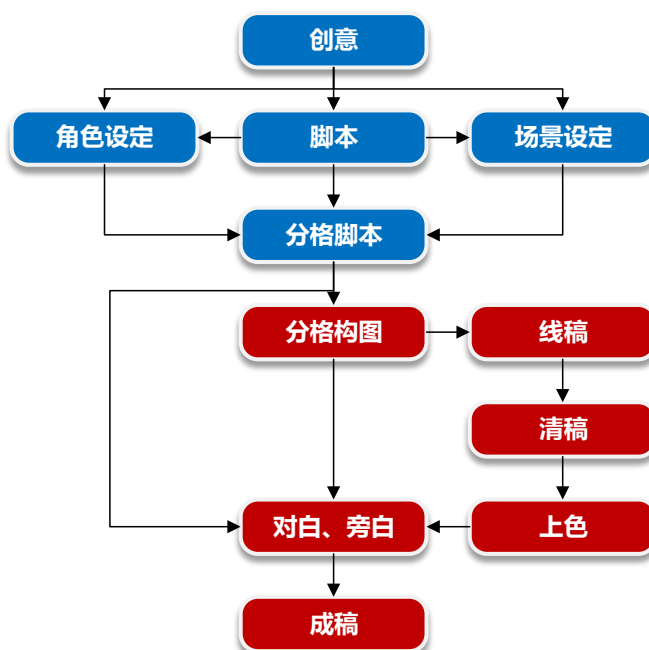 创意
角色设定
脚本
场景设定
分格脚本
分格构图
线稿
清稿
对白、旁白
上色
成稿